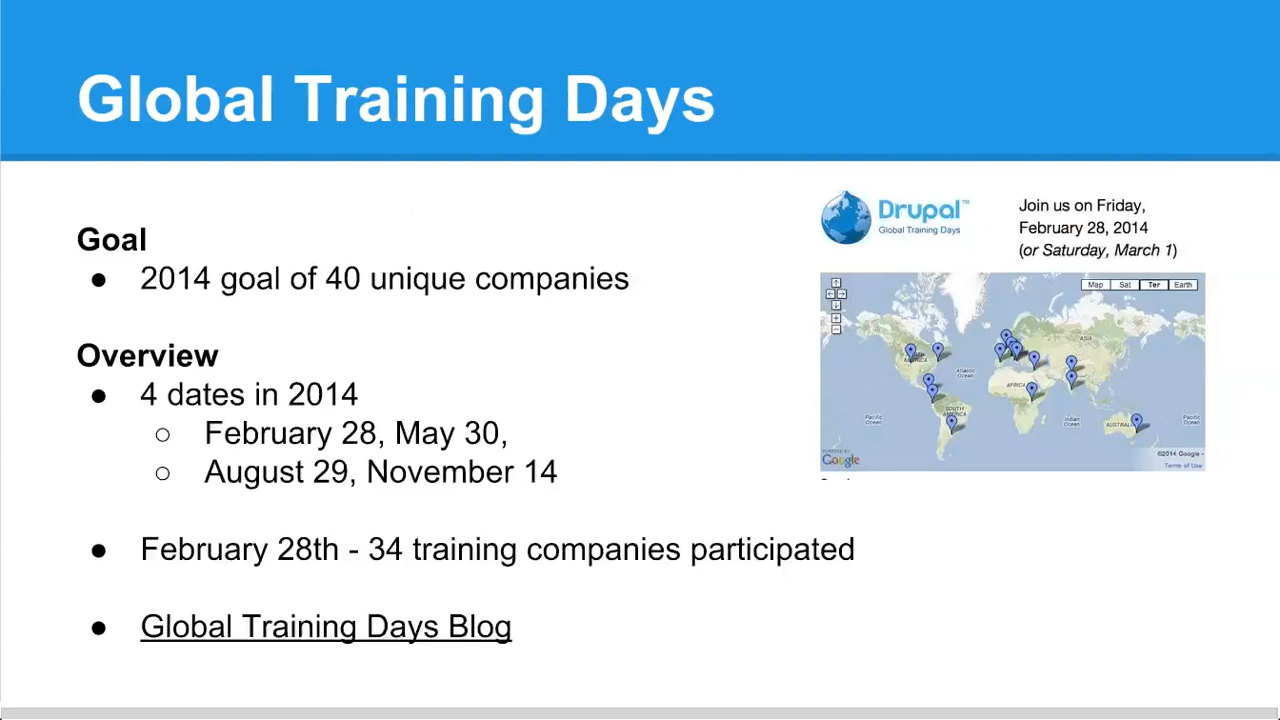 Global Training Days
Goal
● 2014 goal of 40 unique companies
Overview
● 4 dates in 2014
○ February 28, May 30,
○ August 29, November 14
● February 28th - 34 training companies participated
● Global Training Days Blog
Drupal™
Global Training Days
Join us on Friday,
February 28, 2014
(or Saturday, March 1)
Map Sat Ter Earth
ASIA
Atlantic
Ocean
AFRICA
Pacific
Ocean
SOUTH
AMERICA
Indian
Ocean
Pacific
Ocean
POWERED BY
Google
©2014 Google -
Terms of Use